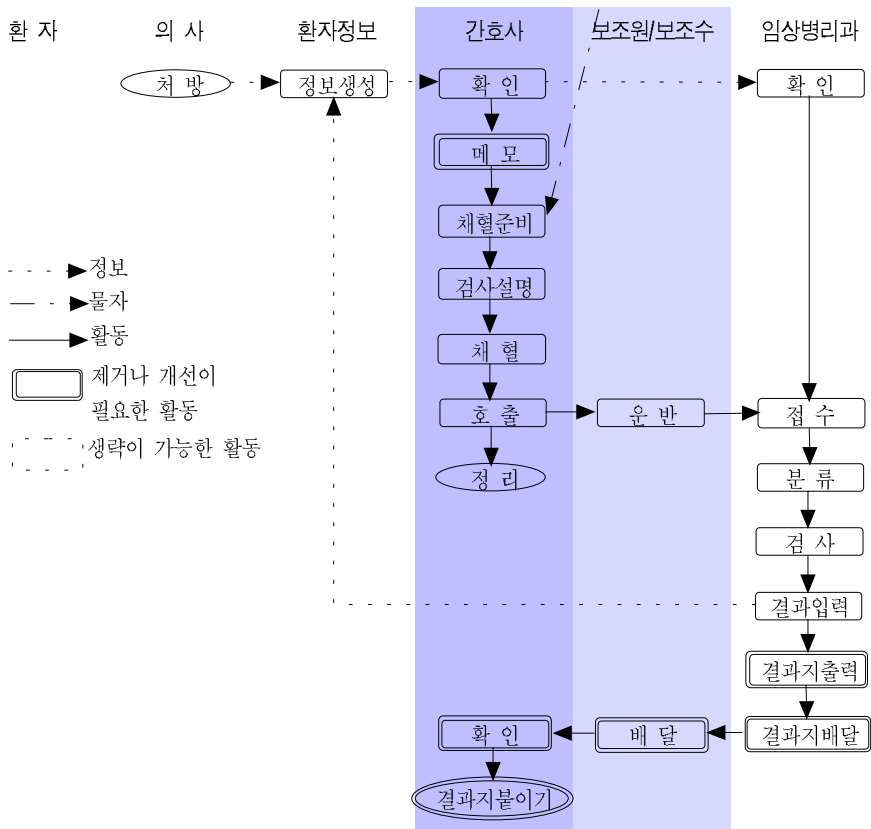 환 자 의 사 환자정보 간호사 보조원/보조수 임상병리과
처 방 정보생성 확 인 확 인
메 모
채혈준비
정보
검사설명
물자
활동
채 혈
제거나 개선이
필요한 활동
호 출 운 반 접 수
생략이 가능한 활동
정 리 분 류
검 사
결과입력
결과지출력
확 인 배 달 결과지배달
결과지붙이기